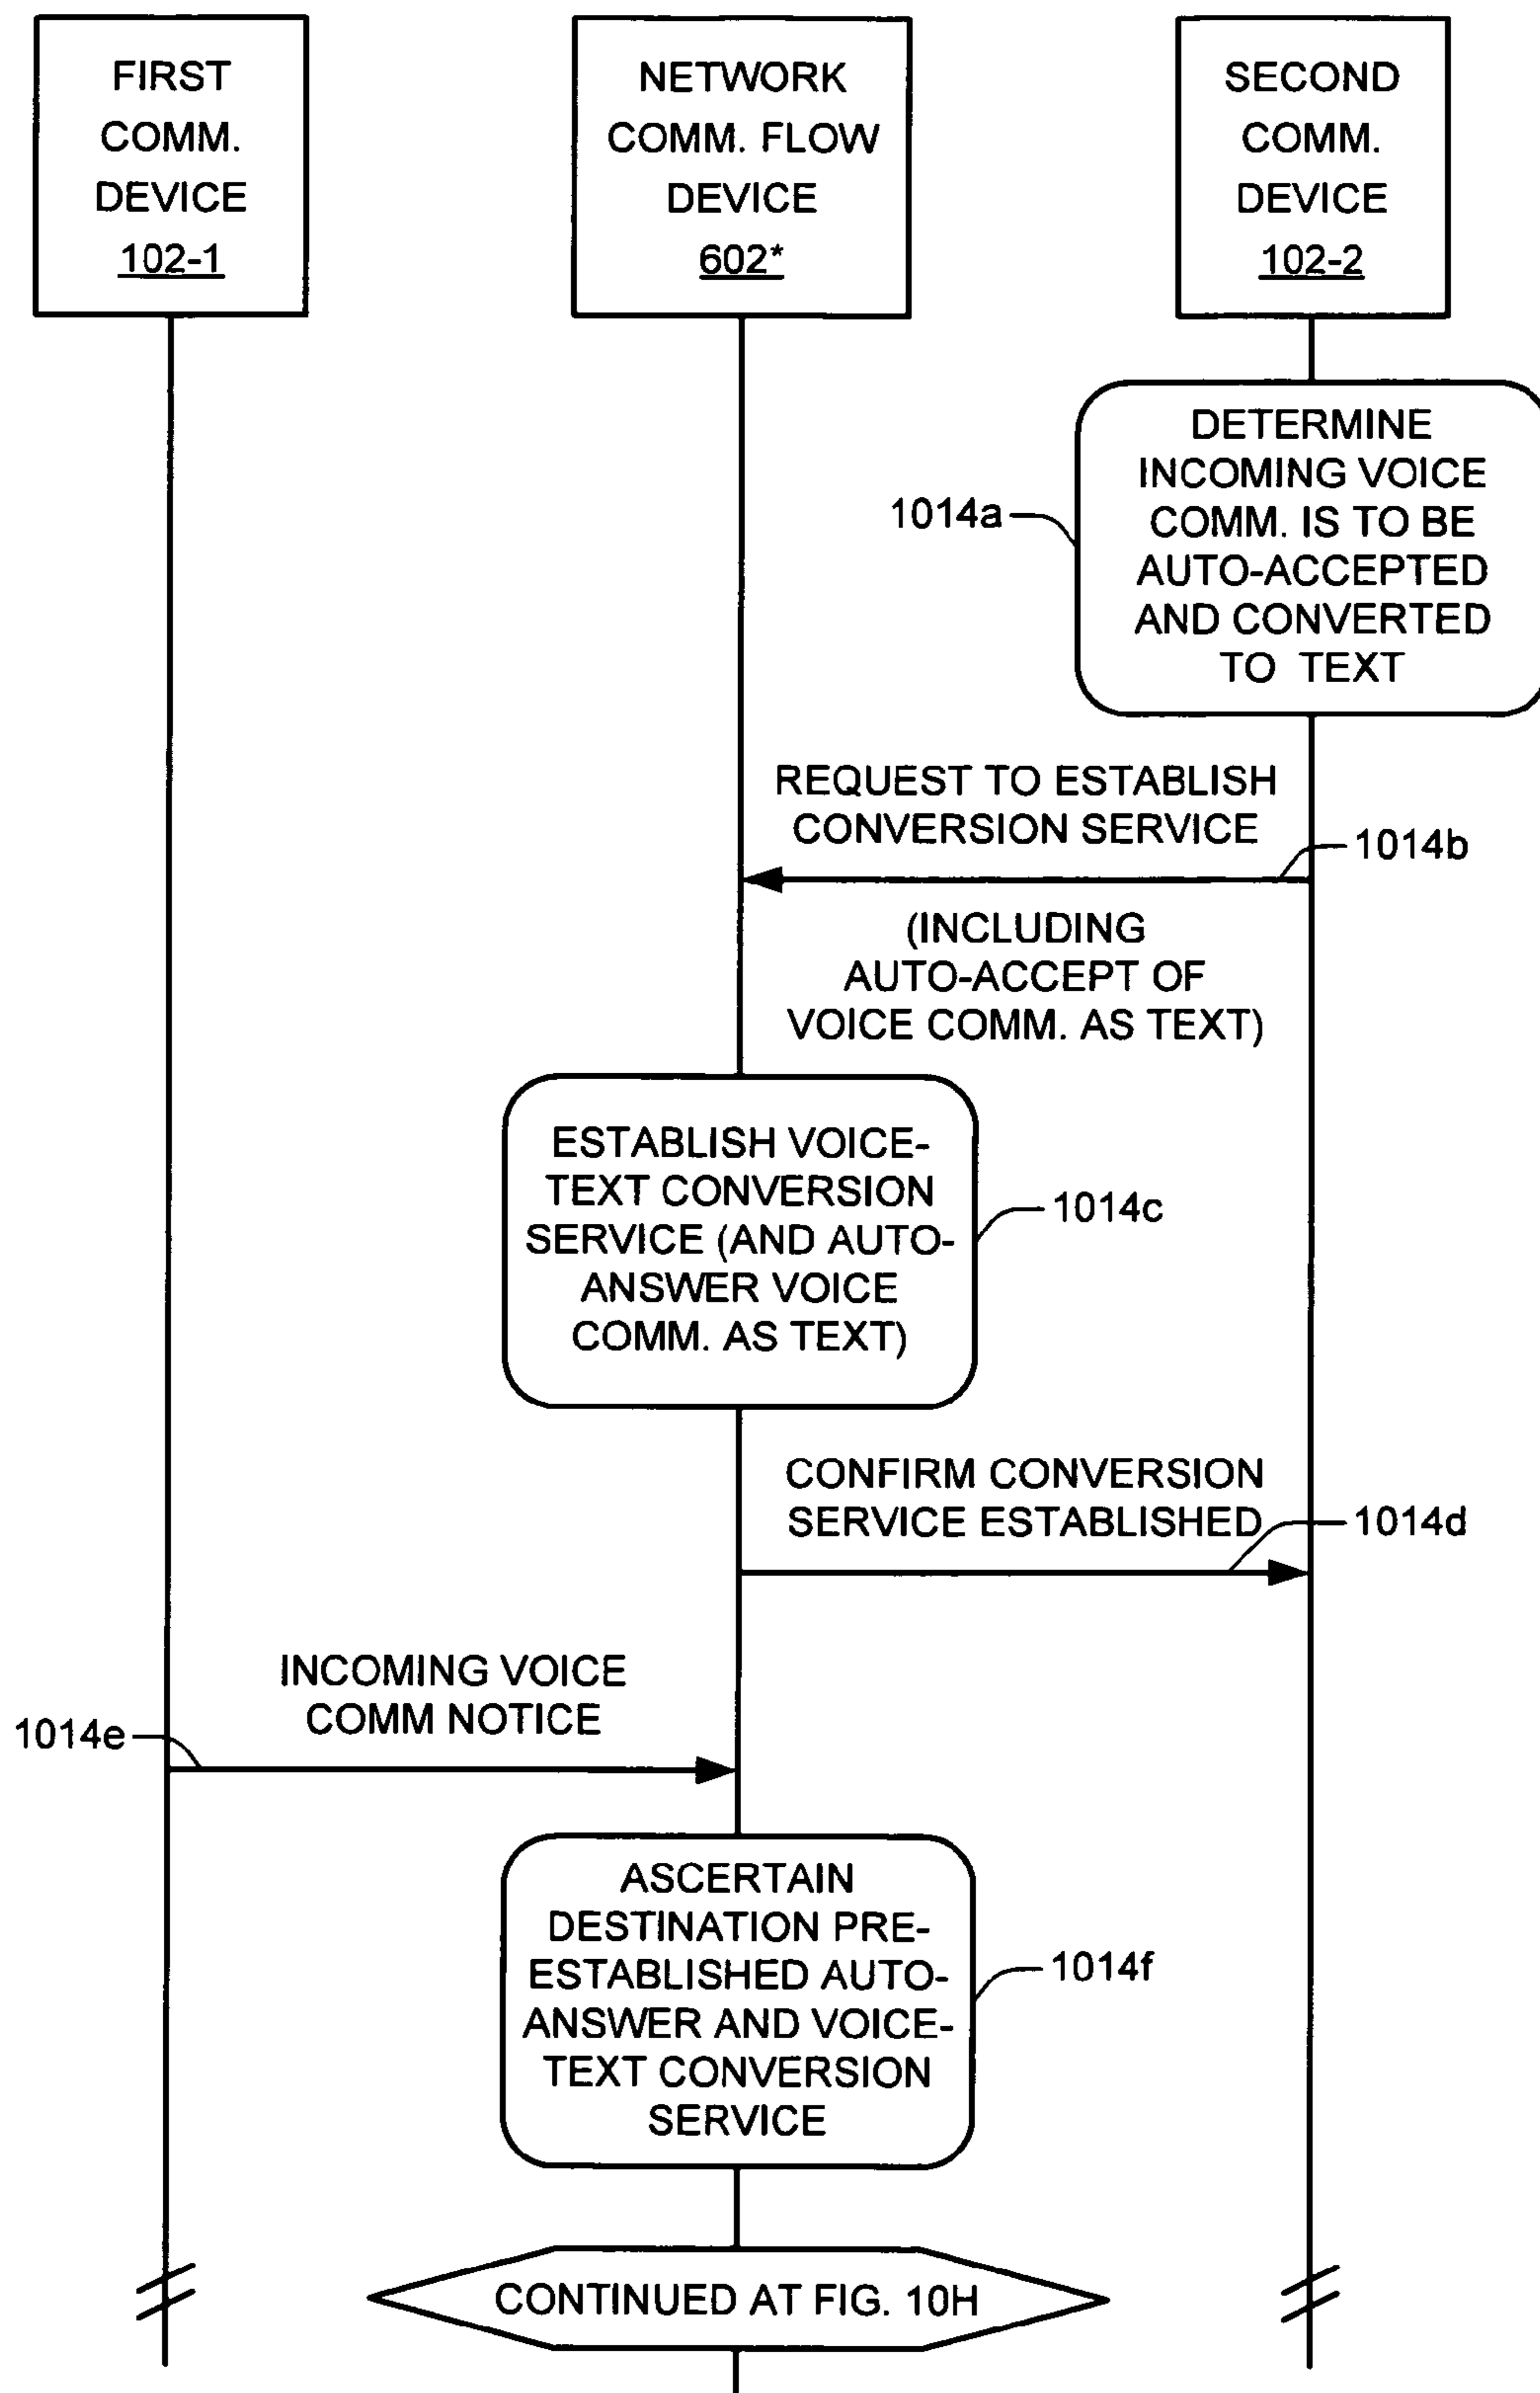 FIRST
COMM.
DEVICE
102-1
NETWORK
COMM. FLOW
DEVICE
602*
SECOND
COMM.
DEVICE
102-2
DETERMINE
INCOMING VOICE
COMM. IS TO BE
AUTO-ACCEPTED
AND CONVERTED
TO TEXT
1014a
REQUEST TO ESTABLISH
CONVERSION SERVICE
1014b
(INCLUDING
AUTO-ACCEPT OF
VOICE COMM. AS TEXT)
ESTABLISH VOICE-
TEXT CONVERSION
SERVICE (AND AUTO-
ANSWER VOICE
COMM. AS TEXT)
1014c
CONFIRM CONVERSION
SERVICE ESTABLISHED
1014d
INCOMING VOICE
COMM NOTICE
1014e
ASCERTAIN
DESTINATION PRE-
ESTABLISHED AUTO-
ANSWER AND VOICE-
TEXT CONVERSION
SERVICE
1014f
CONTINUED AT FIG. 10H